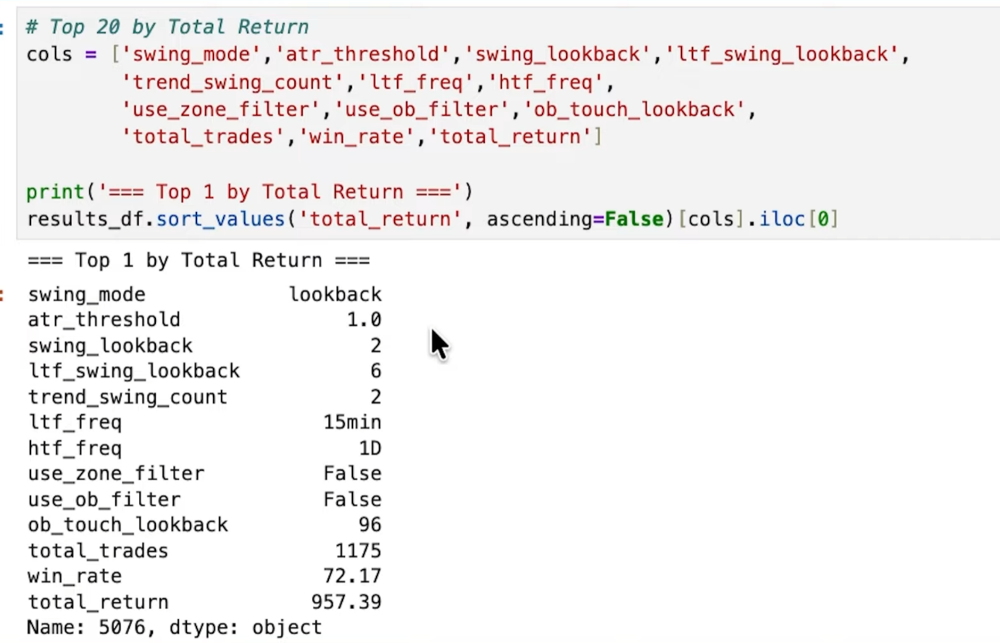 # Top 20 by Total Return
cols = ['swing_mode','atr_threshold','swing_lookback','ltf_swing_lookback',
'trend_swing_count','ltf_freq','htf_freq',
'use_zone_filter','use_ob_filter','ob_touch_lookback',
'total_trades','win_rate','total_return']
print('=== Top 1 by Total Return ===')
results_df.sort_values('total_return', ascending=False)[cols].iloc[0]
=== Top 1 by Total Return ===
swing_mode lookback
atr_threshold 1.0
swing_lookback 2
ltf_swing_lookback 6
trend_swing_count 2
ltf_freq 15min
htf_freq 1D
use_zone_filter False
use_ob_filter False
ob_touch_lookback 96
total_trades 1175
win_rate 72.17
total_return 957.39
Name: 5076, dtype: object